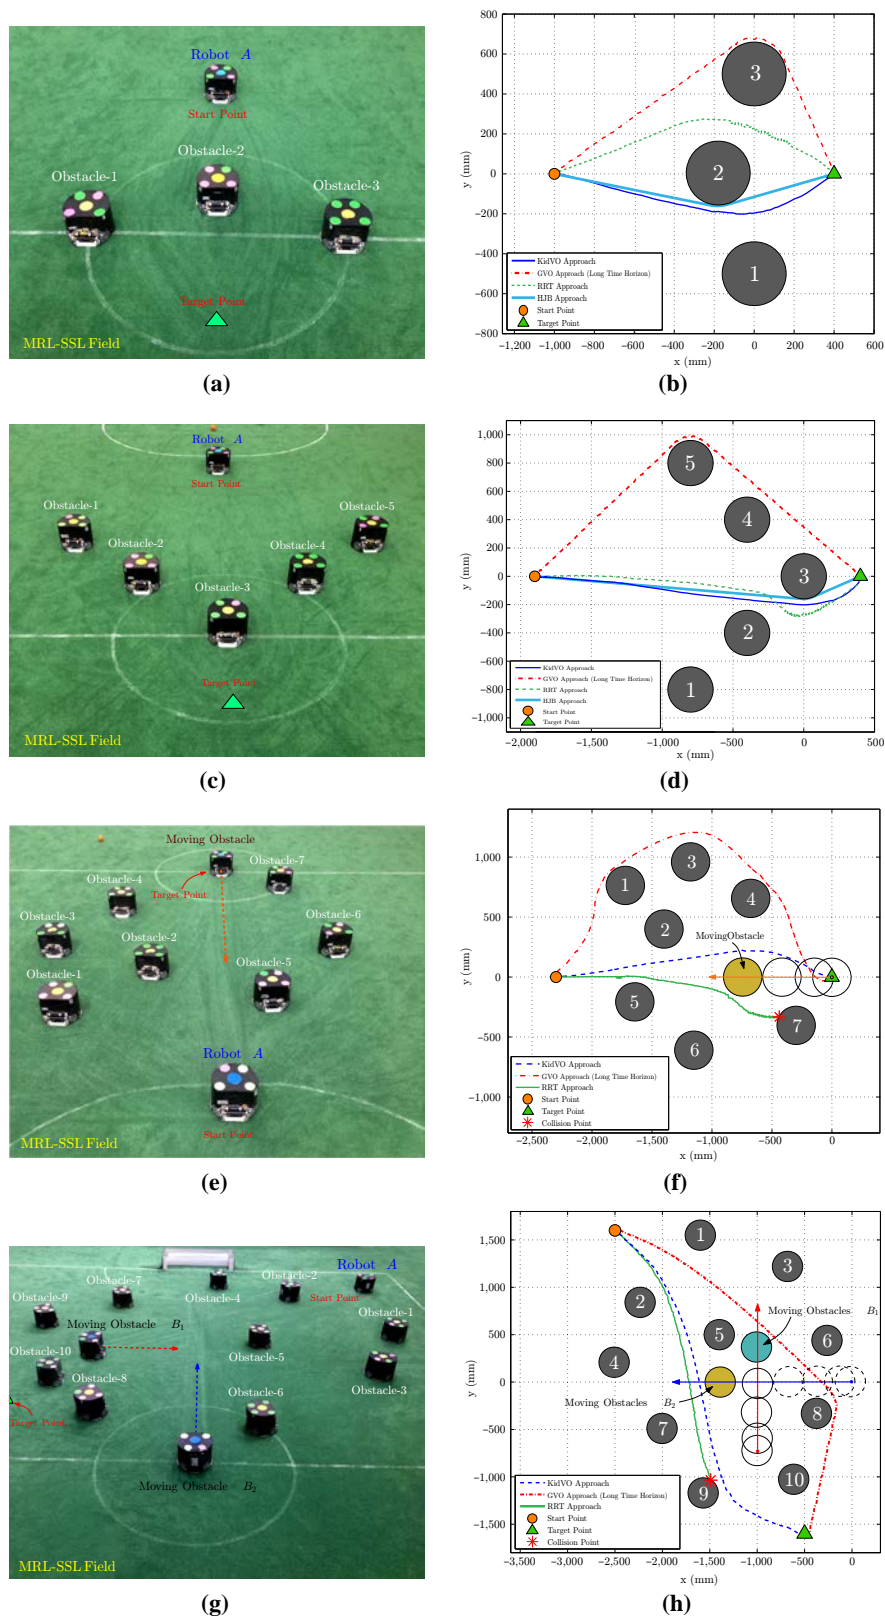 Robot A
Start Point
Obstacle-2
Obstacle-1
Obstacle-3
Target Point
MRL-SSL Field
(a)
800
600
400
200
0
−200
−400
−600
−800
y (mm)
3
2
1
KidVO Approach
GVO Approach (Long Time Horizon)
RRT Approach
HJB Approach
Start Point
Target Point
−1,200 −1,000 −800 −600 −400 −200 0 200 400 600
x (mm)
(b)
Robot A
Start Point
Obstacle-1
Obstacle-5
Obstacle-2
Obstacle-4
Obstacle-3
Target Point
MRL-SSL Field
(c)
1,000
800
600
400
200
0
−200
−400
−600
−800
−1,000
y (mm)
5
4
3
2
1
KidVO Approach
GVO Approach (Long Time Horizon)
RRT Approach
HJB Approach
Start Point
Target Point
−2,000 −1,500 −1,000 −500 0 500
x (mm)
(d)
Moving Obstacle
Obstacle-7
Target Point
Obstacle-4
Obstacle-3
Obstacle-6
Obstacle-2
Obstacle-5
Obstacle-1
Robot A
Start Point
MRL-SSL Field
(e)
1,000
500
0
−500
−1,000
y (mm)
3
1
4
2
MovingObstacle
5
7
6
KidVO Approach
GVO Approach (Long Time Horizon)
RRT Approach
Start Point
Target Point
Collision Point
−2,500 −2,000 −1,500 −1,000 −500 0
x (mm)
(f)
Robot A
Obstacle-7
Obstacle-2
Start Point
Obstacle-9
Obstacle-4
Moving Obstacle B1
Obstacle-1
Obstacle-5
Obstacle-10
Obstacle-3
Obstacle-8
Obstacle-6
Target Point
Moving Obstacle B2
MRL-SSL Field
(g)
1,500
1,000
500
0
−500
−1,000
−1,500
y (mm)
1
3
2
Moving Obstacles B1
5
6
4
Moving Obstacles B2
8
7
10
9
KidVO Approach
GVO Approach (Long Time Horizon)
RRT Approach
Start Point
Target Point
Collision Point
−3,500 −3,000 −2,500 −2,000 −1,500 −1,000 −500 0
x (mm)
(h)